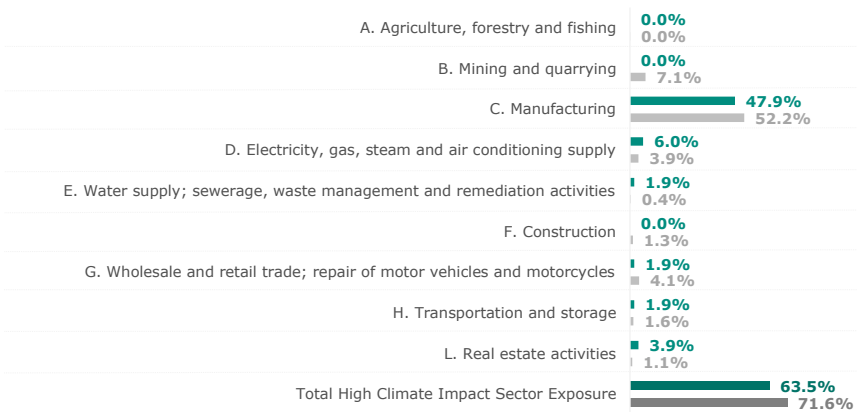 A. Agriculture, forestry and fishing
0.0%
0.0%
B. Mining and quarrying
0.0%
7.1%
C. Manufacturing
47.9%
52.2%
D. Electricity, gas, steam and air conditioning supply
6.0%
3.9%
E. Water supply; sewerage, waste management and remediation activities
1.9%
0.4%
F. Construction
0.0%
1.3%
G. Wholesale and retail trade; repair of motor vehicles and motorcycles
1.9%
4.1%
H. Transportation and storage
1.9%
1.6%
L. Real estate activities
3.9%
1.1%
Total High Climate Impact Sector Exposure
63.5%
71.6%